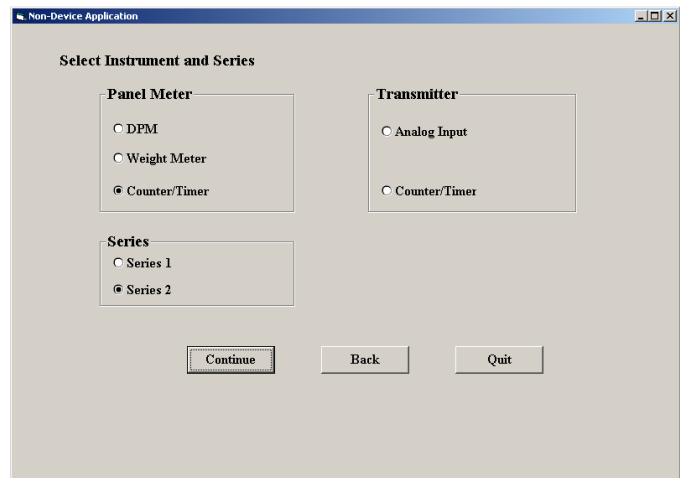 Non-Device Application
Select Instrument and Series
Panel Meter
DPM
Weight Meter
Counter/Timer
Transmitter
Analog Input
Counter/Timer
Series
Series 1
Series 2
Continue
Back
Quit